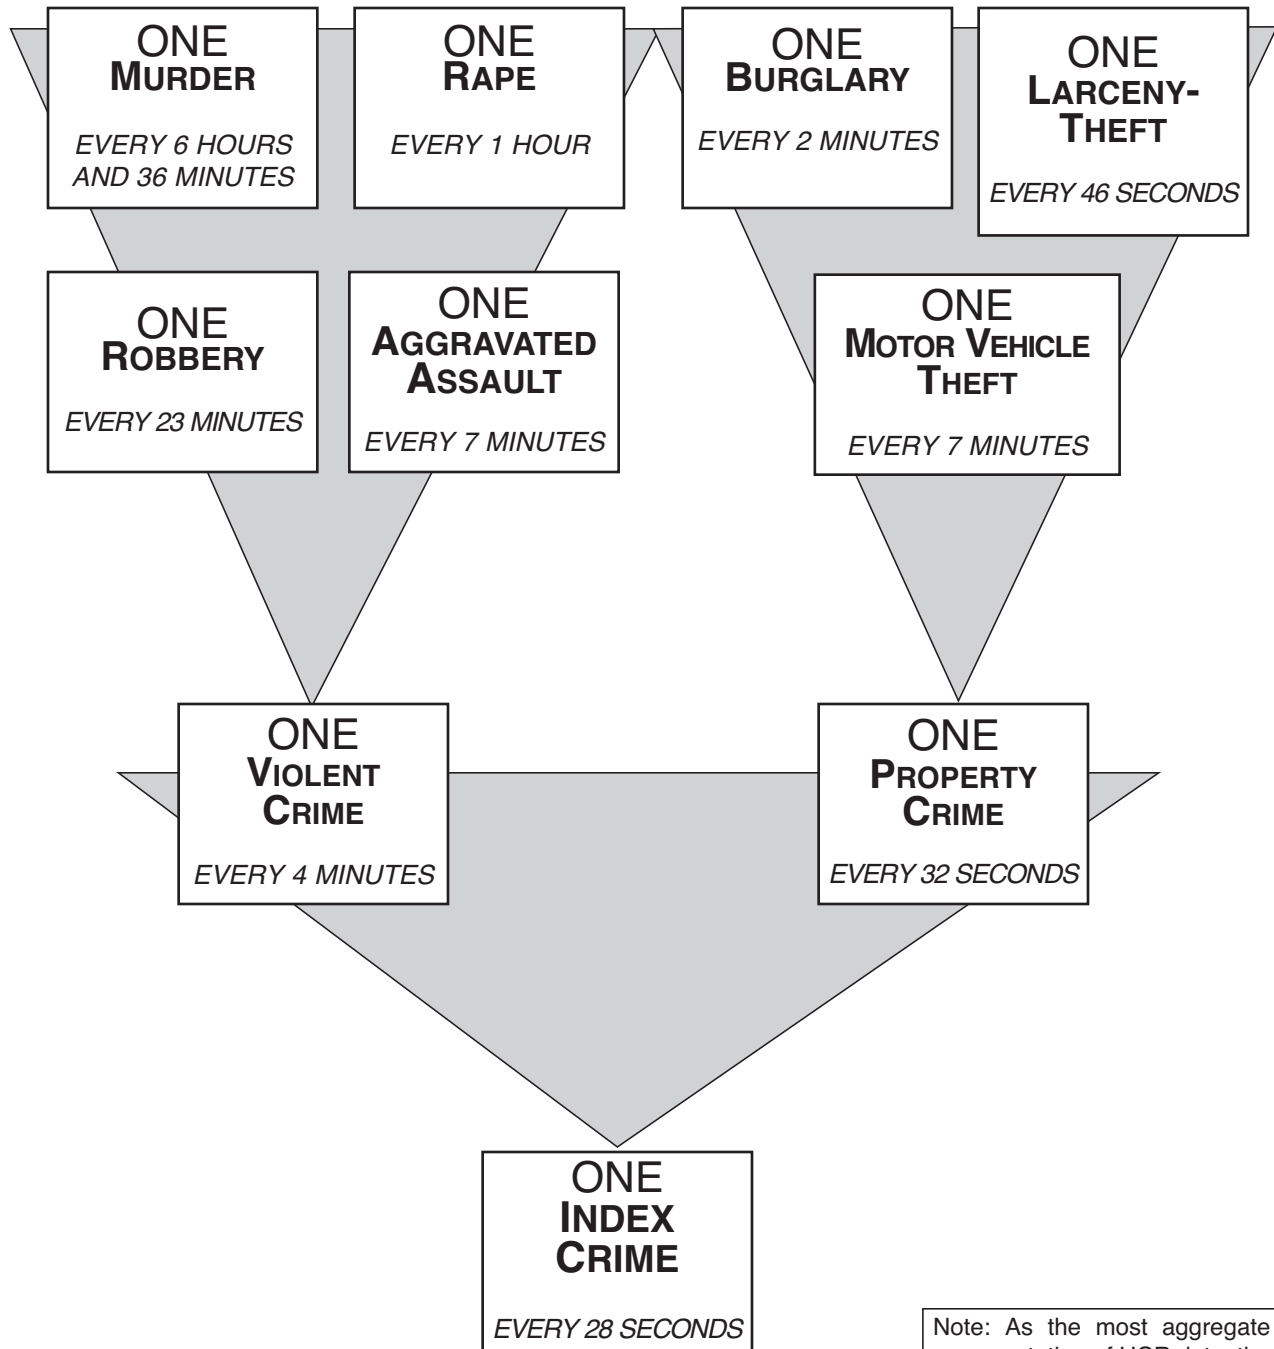 ONE
MURDER
EVERY 6 HOURS
AND 36 MINUTES
ONE
RAPE
EVERY 1 HOUR
ONE
BURGLARY
EVERY 2 MINUTES
ONE
LARCENY-
THEFT
EVERY 46 SECONDS
ONE
ROBBERY
EVERY 23 MINUTES
ONE
AGGRAVATED
ASSAULT
EVERY 7 MINUTES
ONE
MOTOR VEHICLE
THEFT
EVERY 7 MINUTES
ONE
VIOLENT
CRIME
EVERY 4 MINUTES
ONE
PROPERTY
CRIME
EVERY 32 SECONDS
ONE
INDEX
CRIME
EVERY 28 SECONDS
Note: As the most aggregate